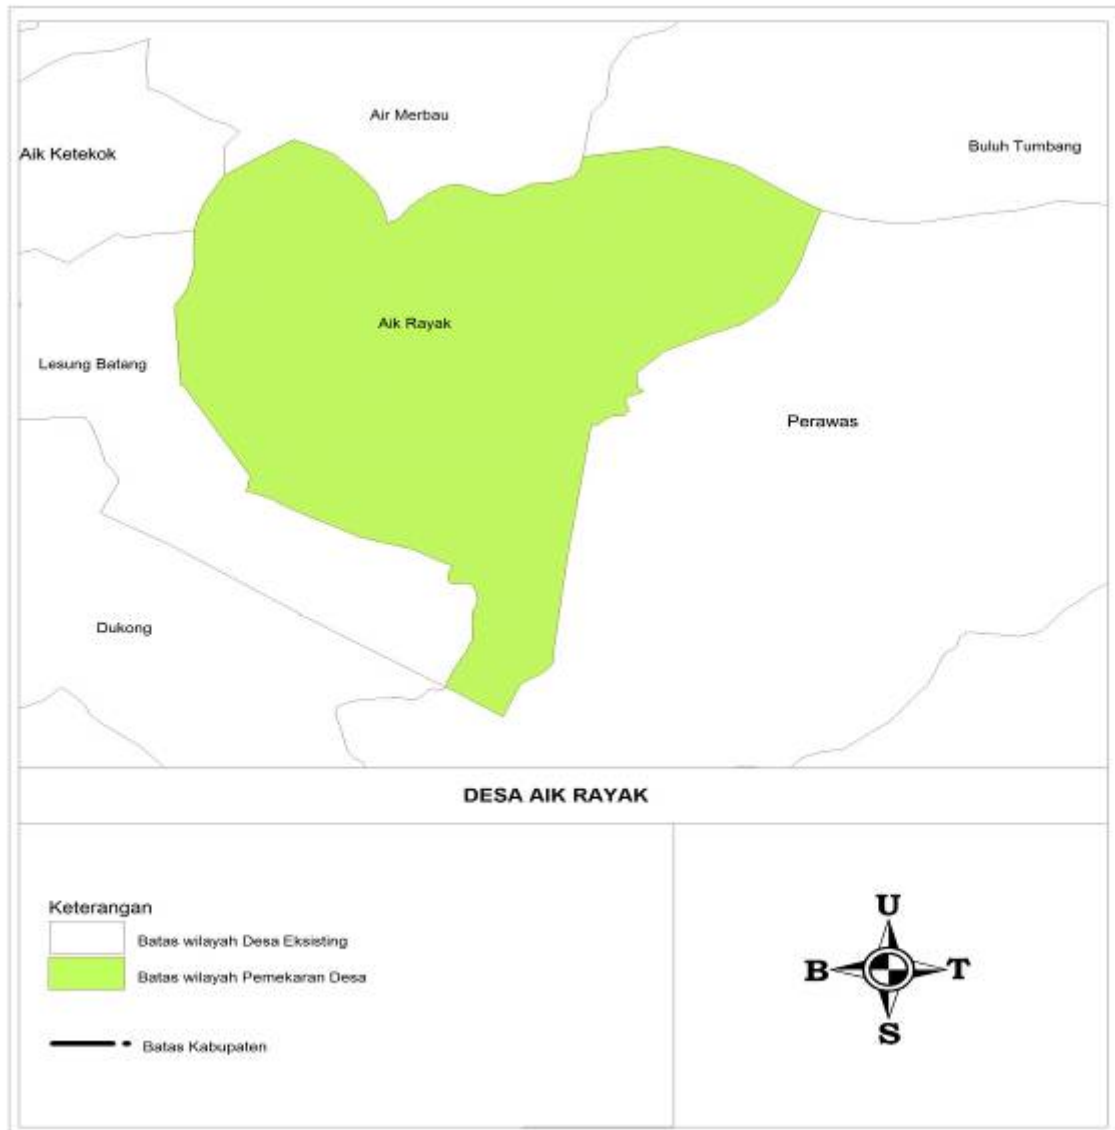 Air Merbau
Aik Ketekok
Buluh Tumbang
Aik Rayak
Lesung Batang
Perawas
Dukong
DESA AIK RAYAK
Keterangan
Batas wilayah Desa Eksisting
Batas wilayah Pemekaran Desa
Batas Kabupaten
U
B T
S